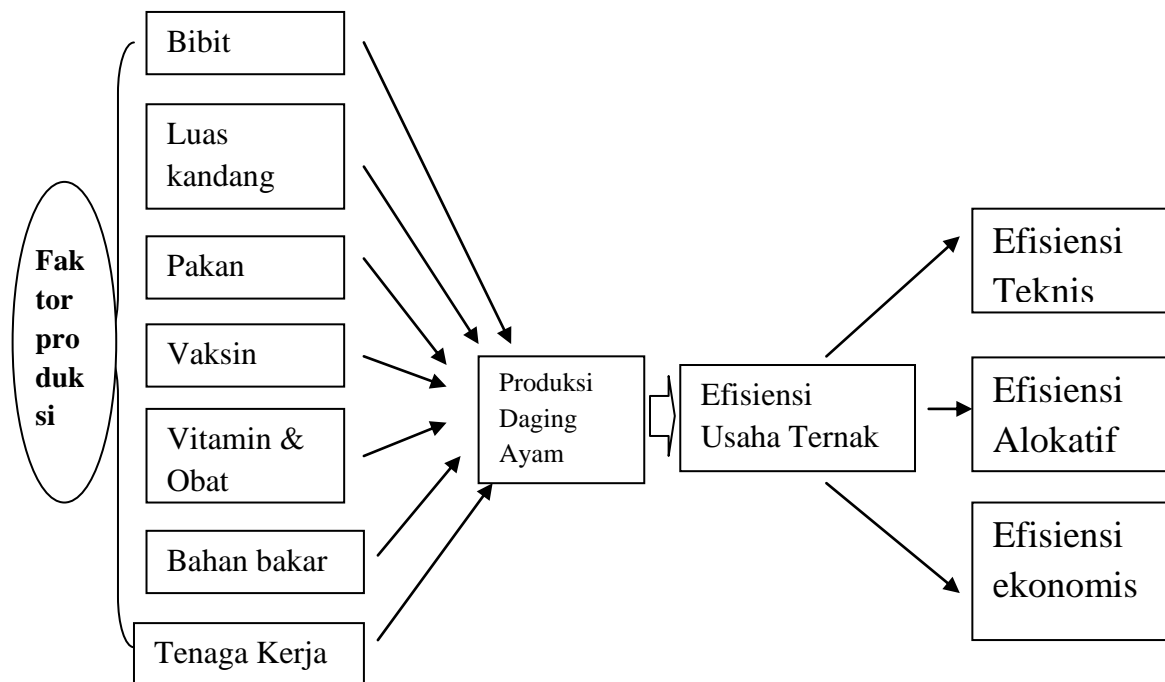 Fak
tor
pro
duk
si
Bibit
Luas
kandang
Pakan
Vaksin
Vitamin &
Obat
Bahan bakar
Tenaga Kerja
Produksi
Daging
Ayam
Efisiensi
Usaha Ternak
Efisiensi
Teknis
Efisiensi
Alokatif
Efisiensi
ekonomis